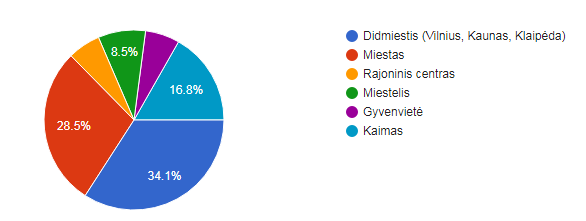 8.5%
16.8%
28.5%
34.1%
Didmiestis (Vilnius, Kaunas, Klaipėda)
Miestas
Rajoninis centras
Miestelis
Gyvenvietė
Kaimas